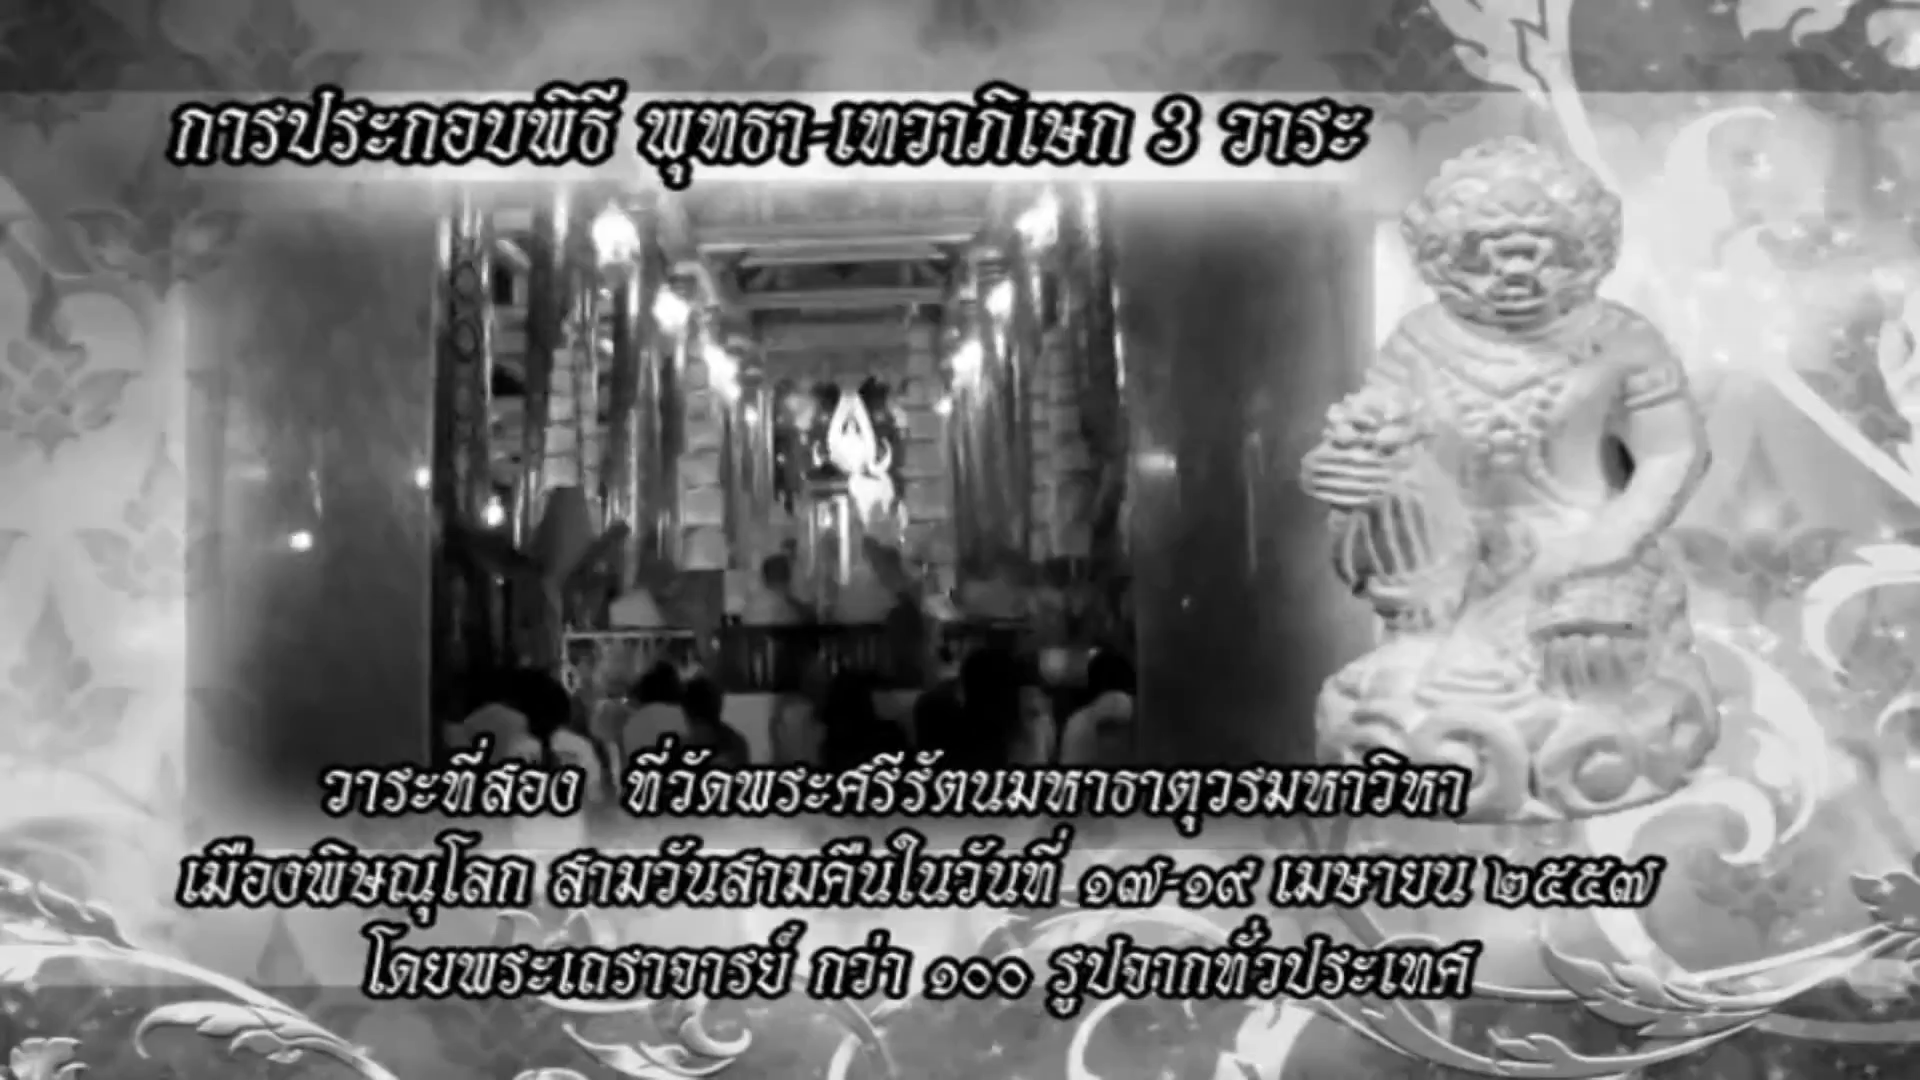 การประกอบพิธี พุทธา-เทวาภิเษก 3 วาระ
วาระที่สอง ที่วัดพระศรีรัตนมหาธาตุวรมหาวิหา
เมืองพิษณุโลก สามวันสามคืนในวันที่ ๑๗-๑๙ เมษายน ๒๕๕๗
โดยพระเถราจารย์ กว่า ๑๐๐ รูปจากทั่วประเทศ